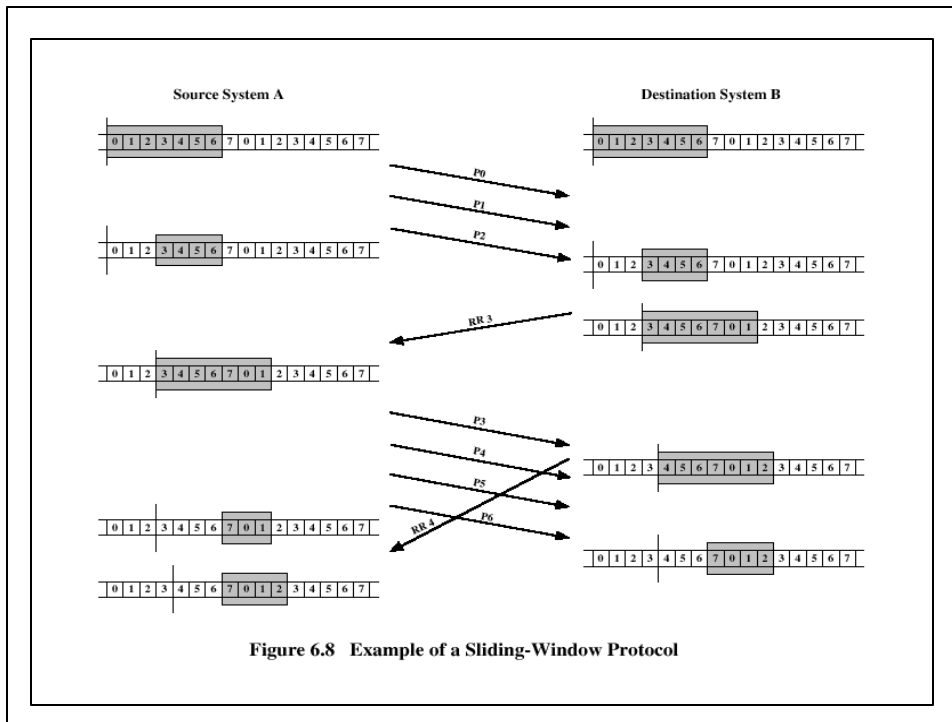 Source System A
Destination System B
0 1 2 3 4 5 6 7 0 1 2 3 4 5 6 7
0 1 2 3 4 5 6 7 0 1 2 3 4 5 6 7
P0
P1
P2
0 1 2 3 4 5 6 7 0 1 2 3 4 5 6 7
0 1 2 3 4 5 6 7 0 1 2 3 4 5 6 7
RR 3
0 1 2 3 4 5 6 7 0 1 2 3 4 5 6 7
0 1 2 3 4 5 6 7 0 1 2 3 4 5 6 7
P3
P4
P5
P6
RR 4
0 1 2 3 4 5 6 7 0 1 2 3 4 5 6 7
0 1 2 3 4 5 6 7 0 1 2 3 4 5 6 7
0 1 2 3 4 5 6 7 0 1 2 3 4 5 6 7
0 1 2 3 4 5 6 7 0 1 2 3 4 5 6 7
Figure 6.8 Example of a Sliding-Window Protocol